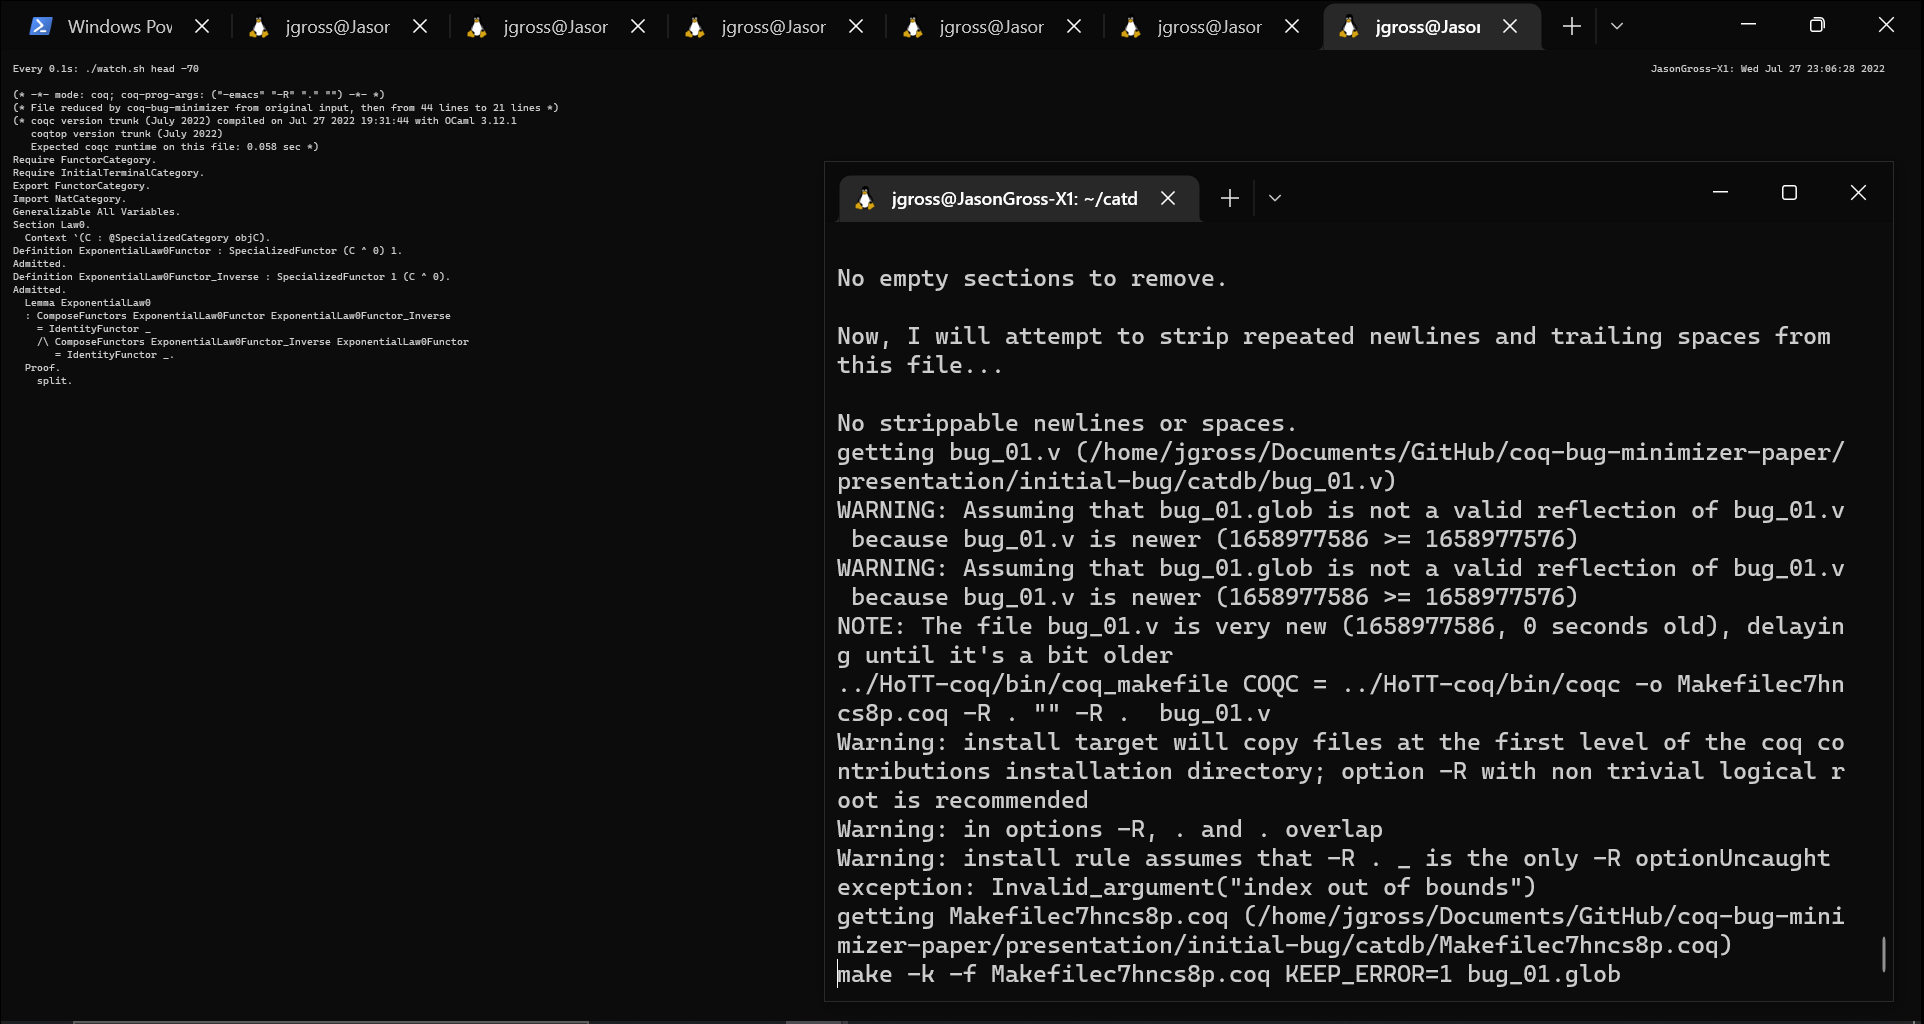 Windows Pov
jgross@Jasor
jgross@Jasor
jgross@Jasor
jgross@Jasor
jgross@Jasor
jgross@Jasor
Every 0.1s: ./watch.sh head -70
JasonGross-X1: Wed Jul 27 23:06:28 2022
(* -*- mode: coq; coq-prog-args: ("-emacs" "-R" "." "") -*- *)
(* File reduced by coq-bug-minimizer from original input, then from 44 lines to 21 lines *)
(* coqc version trunk (July 2022) compiled on Jul 27 2022 19:31:44 with OCaml 3.12.1
   coqtop version trunk (July 2022)
   Expected coqc runtime on this file: 0.058 sec *)
Require FunctorCategory.
Require InitialTerminalCategory.
Export FunctorCategory.
Import NatCategory.
Generalizable All Variables.
Section Law0.
  Context `(C : @SpecializedCategory objC).
Definition ExponentialLaw0Functor : SpecializedFunctor (C ^ 0) 1.
Admitted.
Definition ExponentialLaw0Functor_Inverse : SpecializedFunctor 1 (C ^ 0).
Admitted.
  Lemma ExponentialLaw0
  : ComposeFunctors ExponentialLaw0Functor ExponentialLaw0Functor_Inverse
    = IdentityFunctor _
    /\ ComposeFunctors ExponentialLaw0Functor_Inverse ExponentialLaw0Functor
       = IdentityFunctor _.
  Proof.
    split.
jgross@JasonGross-X1: ~/catd
No empty sections to remove.
Now, I will attempt to strip repeated newlines and trailing spaces from
this file...
No strippable newlines or spaces.
getting bug_01.v (/home/jgross/Documents/GitHub/coq-bug-minimizer-paper/
presentation/initial-bug/catdb/bug_01.v)
WARNING: Assuming that bug_01.glob is not a valid reflection of bug_01.v
 because bug_01.v is newer (1658977586 >= 1658977576)
WARNING: Assuming that bug_01.glob is not a valid reflection of bug_01.v
 because bug_01.v is newer (1658977586 >= 1658977576)
NOTE: The file bug_01.v is very new (1658977586, 0 seconds old), delayin
g until it's a bit older
../HoTT-coq/bin/coq_makefile COQC = ../HoTT-coq/bin/coqc -o Makefilec7hn
cs8p.coq -R . "" -R .  bug_01.v
Warning: install target will copy files at the first level of the coq co
ntributions installation directory; option -R with non trivial logical r
oot is recommended
Warning: in options -R, . and . overlap
Warning: install rule assumes that -R . _ is the only -R optionUncaught
exception: Invalid_argument("index out of bounds")
getting Makefilec7hncs8p.coq (/home/jgross/Documents/GitHub/coq-bug-mini
mizer-paper/presentation/initial-bug/catdb/Makefilec7hncs8p.coq)
make -k -f Makefilec7hncs8p.coq KEEP_ERROR=1 bug_01.glob